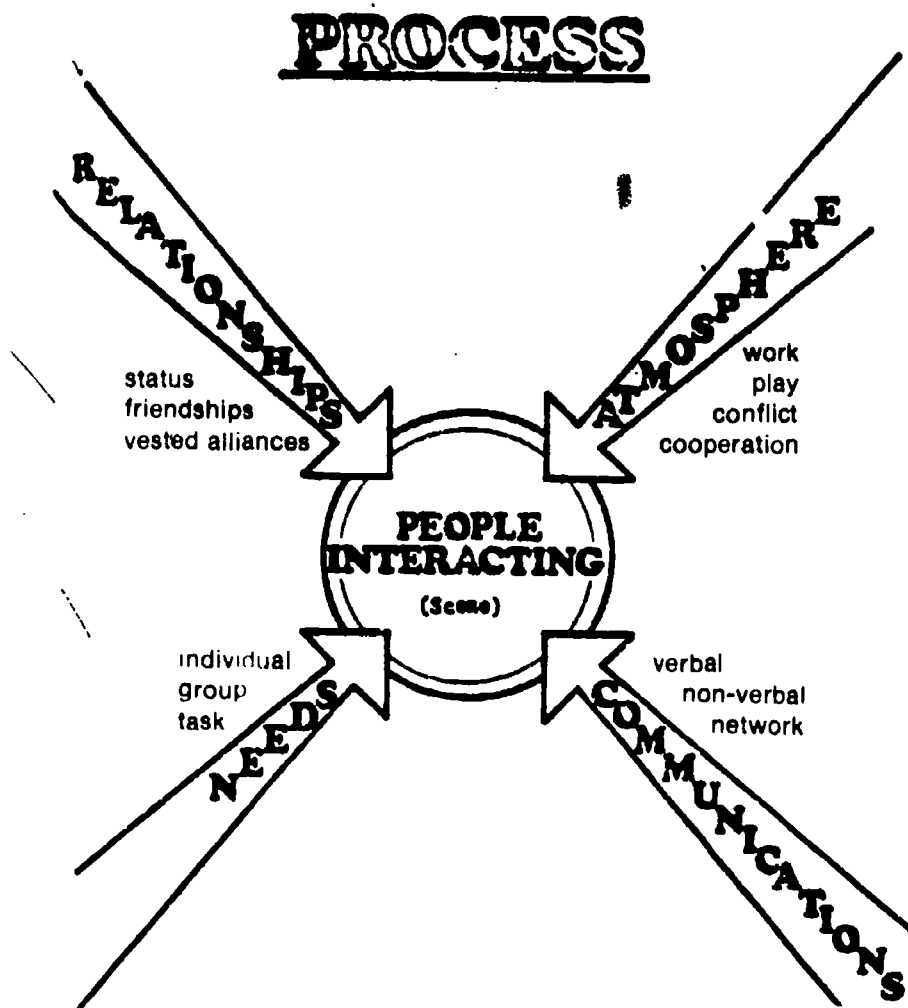 PROCESS
RELATIONSHIPS
ATMOSPHERE
status
friendships
vested alliances
work
play
conflict
cooperation
PEOPLE
INTERACTING
(Scene)
individual
group
task
NEEDS
verbal
non-verbal
network
COMMUNICATIONS